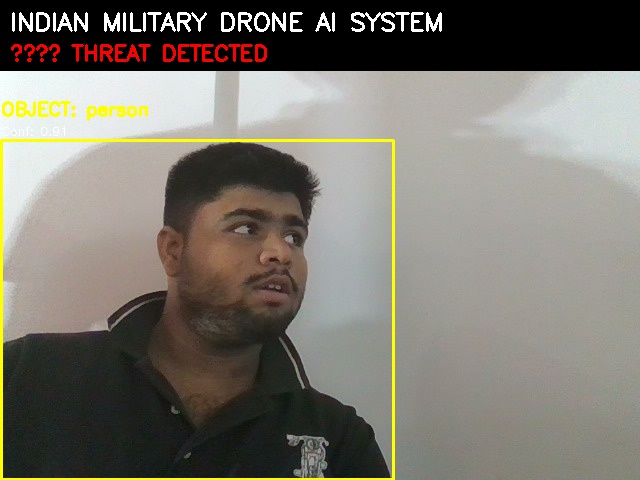 INDIAN MILITARY DRONE AI SYSTEM
???? THREAT DETECTED
OBJECT: person
Conf: 0.91